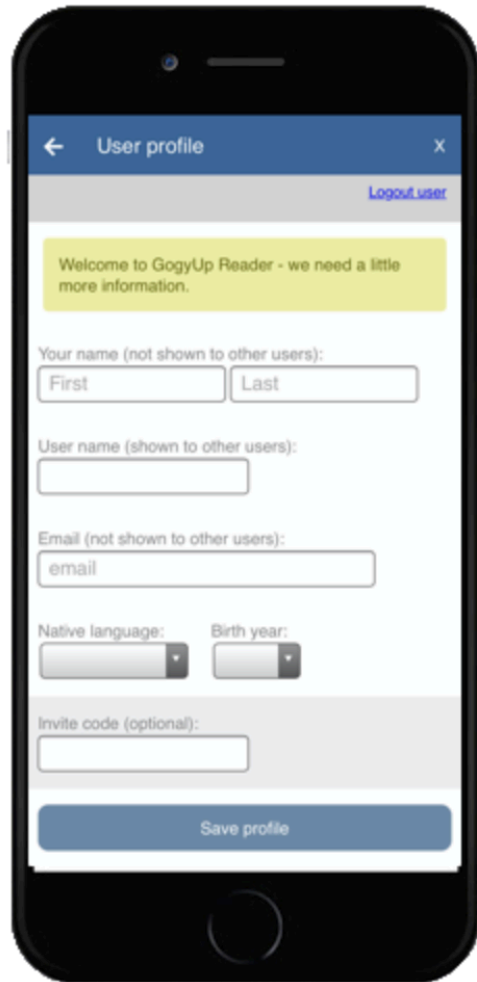 User profile X
Logout user
Welcome to GogyUp Reader - we need a little
more information.
Your name (not shown to other users):
First Last
User name (shown to other users):
Email (not shown to other users):
email
Native language: Birth year:
Invite code (optional):
Save profile